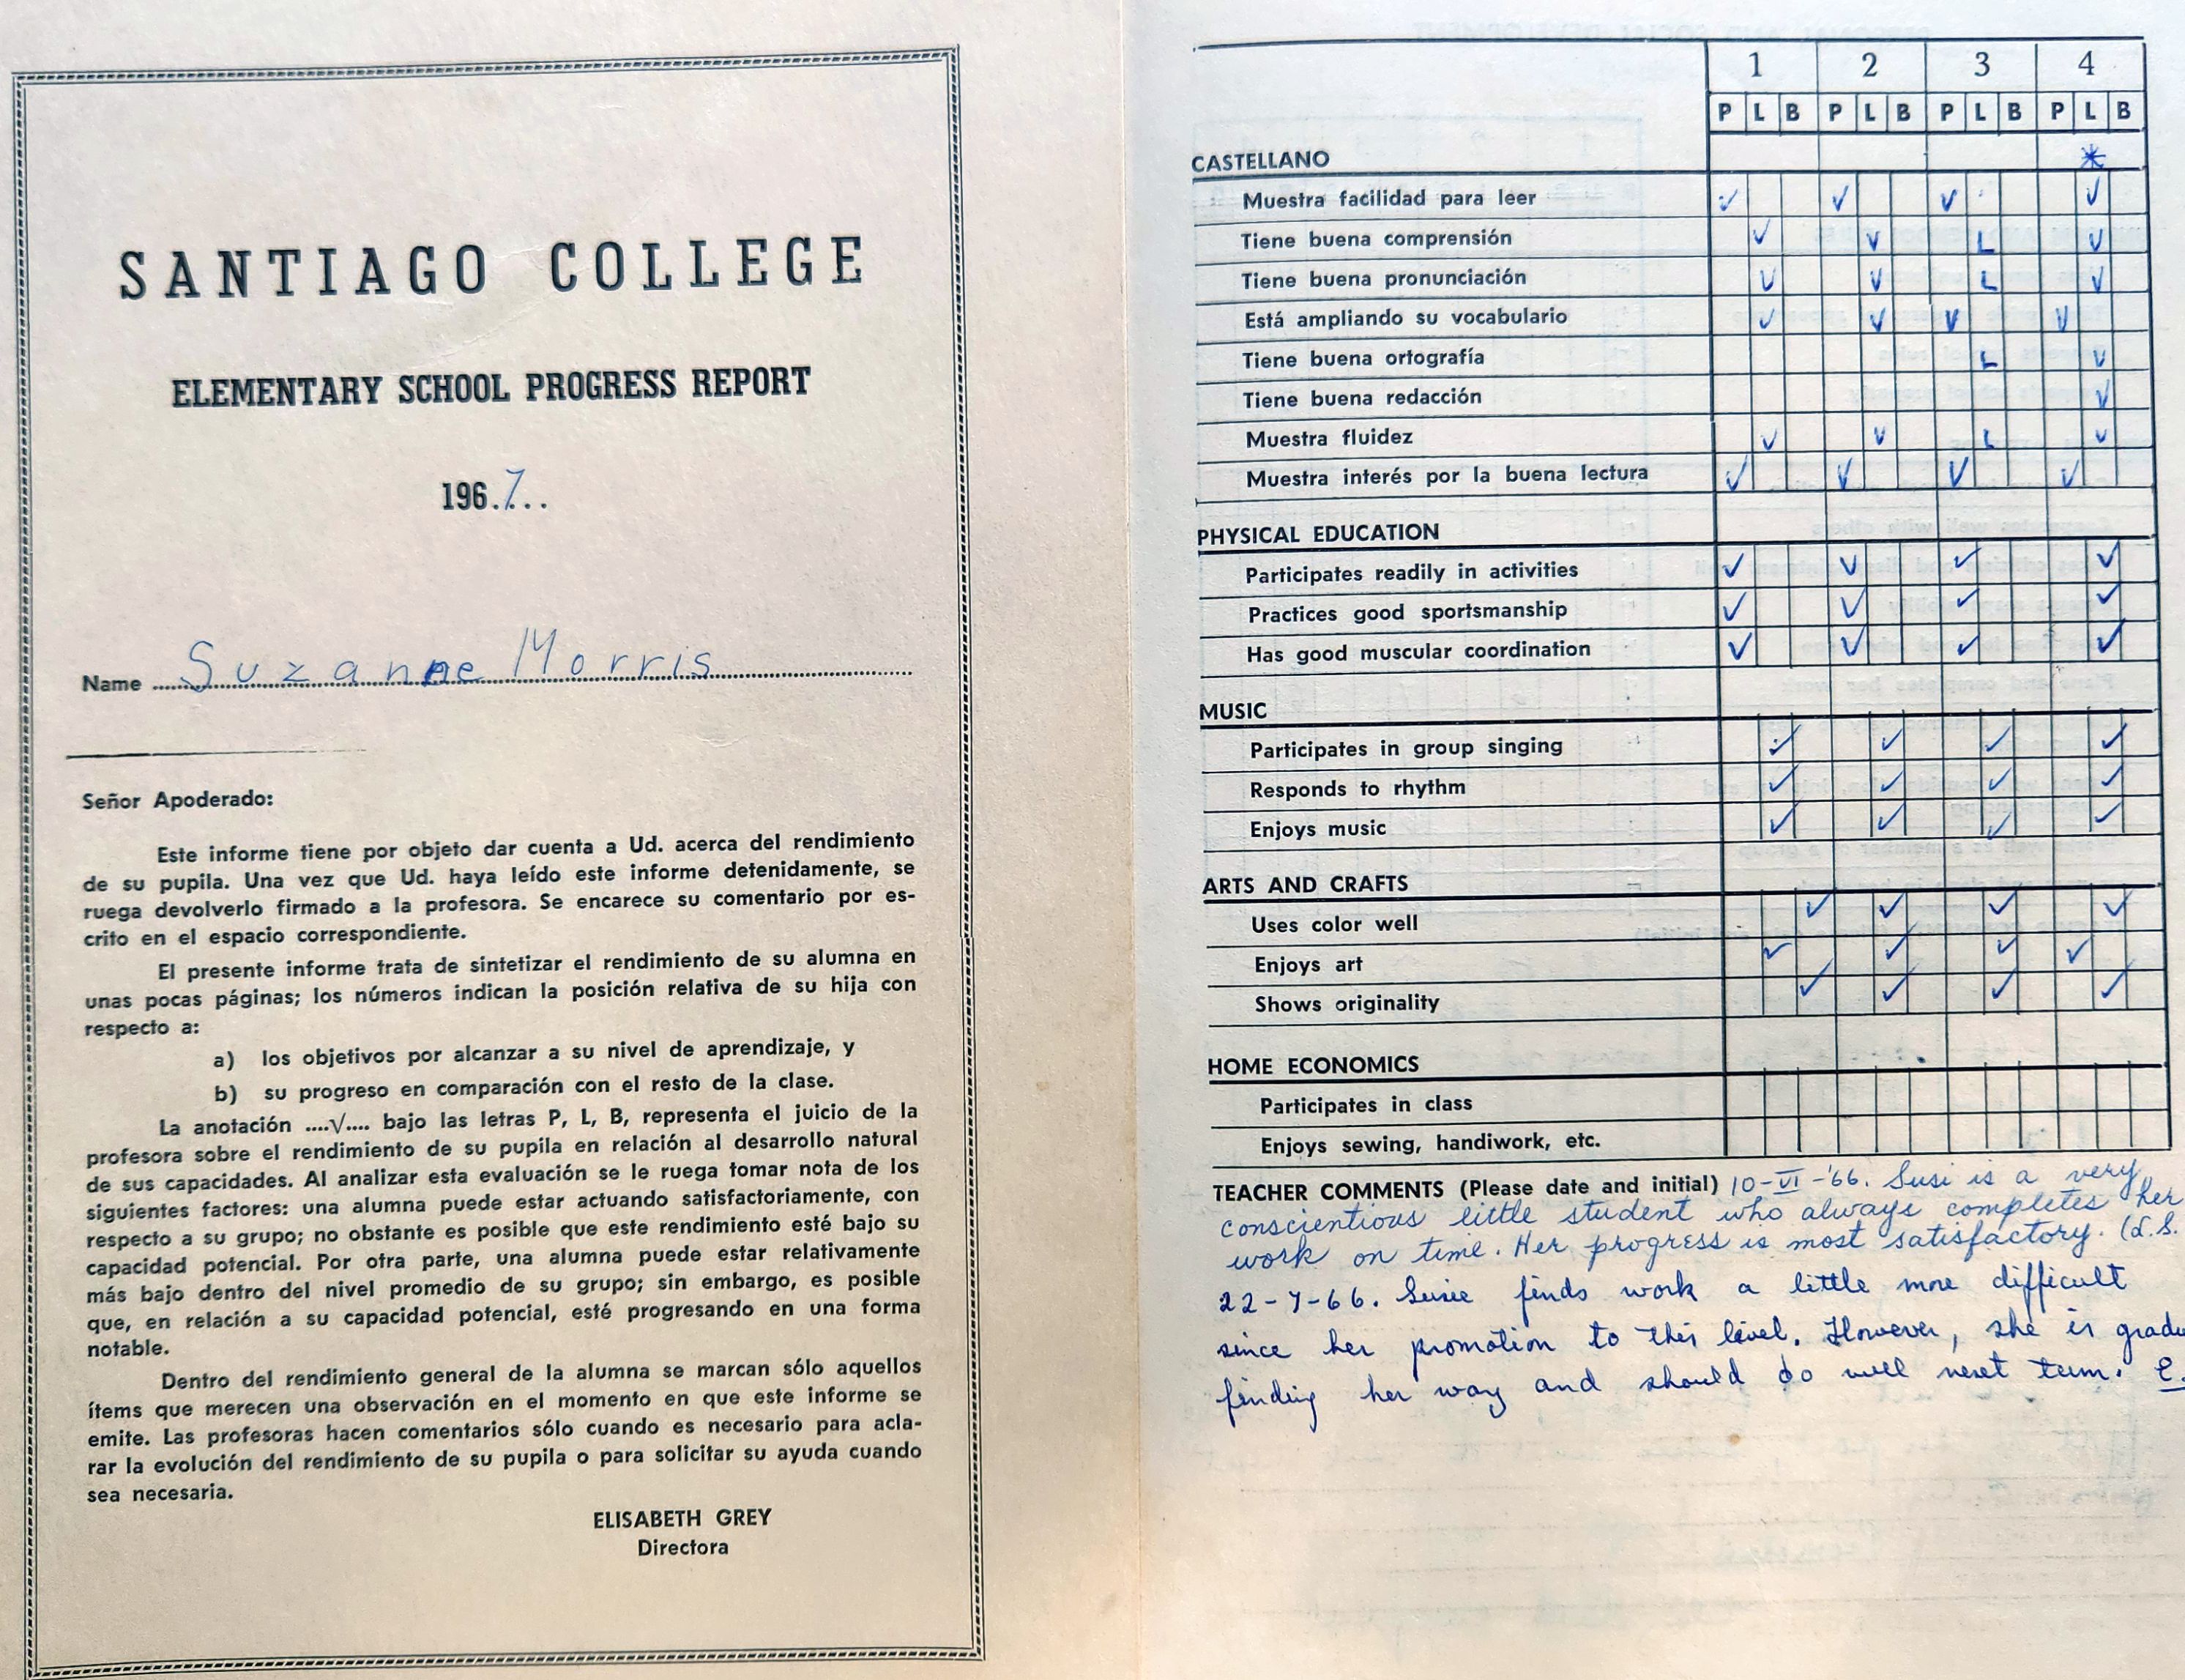 SANTIAGO COLLEGE
ELEMENTARY SCHOOL PROGRESS REPORT
196.7..
Name Suzanne Morris
Señor Apoderado:
Este informe tiene por objeto dar cuenta a Ud. acerca del rendimiento
de su pupila. Una vez que Ud. haya leído este informe detenidamente, se
ruega devolverlo firmado a la profesora. Se encarece su comentario por es-
crito en el espacio correspondiente.
El presente informe trata de sintetizar el rendimiento de su alumna en
unas pocas páginas; los números indican la posición relativa de su hija con
respecto a:
a) los objetivos por alcanzar a su nivel de aprendizaje, y
b) su progreso en comparación con el resto de la clase.
La anotación ....√.... bajo las letras P, L, B, representa el juicio de la
profesora sobre el rendimiento de su pupila en relación al desarrollo natural
de sus capacidades. Al analizar esta evaluación se le ruega tomar nota de los
siguientes factores: una alumna puede estar actuando satisfactoriamente, con
respecto a su grupo; no obstante es posible que este rendimiento esté bajo su
capacidad potencial. Por otra parte, una alumna puede estar relativamente
más bajo dentro del nivel promedio de su grupo; sin embargo, es posible
que, en relación a su capacidad potencial, esté progresando en una forma
notable.
Dentro del rendimiento general de la alumna se marcan sólo aquellos
ítems que merecen una observación en el momento en que este informe se
emite. Las profesoras hacen comentarios sólo cuando es necesario para acla-
rar la evolución del rendimiento de su pupila o para solicitar su ayuda cuando
sea necesaria.
ELISABETH GREY
Directora
1 2 3 4
P L B P L B P L B P L B
CASTELLANO *
Muestra facilidad para leer √ √ √ √
Tiene buena comprensión √ √ L √
Tiene buena pronunciación √ √ L √
Está ampliando su vocabulario √ √ √ √
Tiene buena ortografía L √
Tiene buena redacción √
Muestra fluidez √ √ L √
Muestra interés por la buena lectura √ √ √ √
PHYSICAL EDUCATION
Participates readily in activities √ √ √ √
Practices good sportsmanship √ √ √ √
Has good muscular coordination √ √ √ √
MUSIC
Participates in group singing √ √ √ √
Responds to rhythm √ √ √ √
Enjoys music √ √ √ √
ARTS AND CRAFTS
Uses color well √ √ √ √
Enjoys art √ √ √ √
Shows originality √ √ √ √
HOME ECONOMICS
Participates in class
Enjoys sewing, handiwork, etc.
TEACHER COMMENTS (Please date and initial) 10-VI-'66. Susi is a very
conscientious little student who always completes her
work on time. Her progress is most satisfactory. (L.S.
22-7-66. Susie finds work a little more difficult
since her promotion to this level. However, she is gradu
finding her way and should do well next term. E.